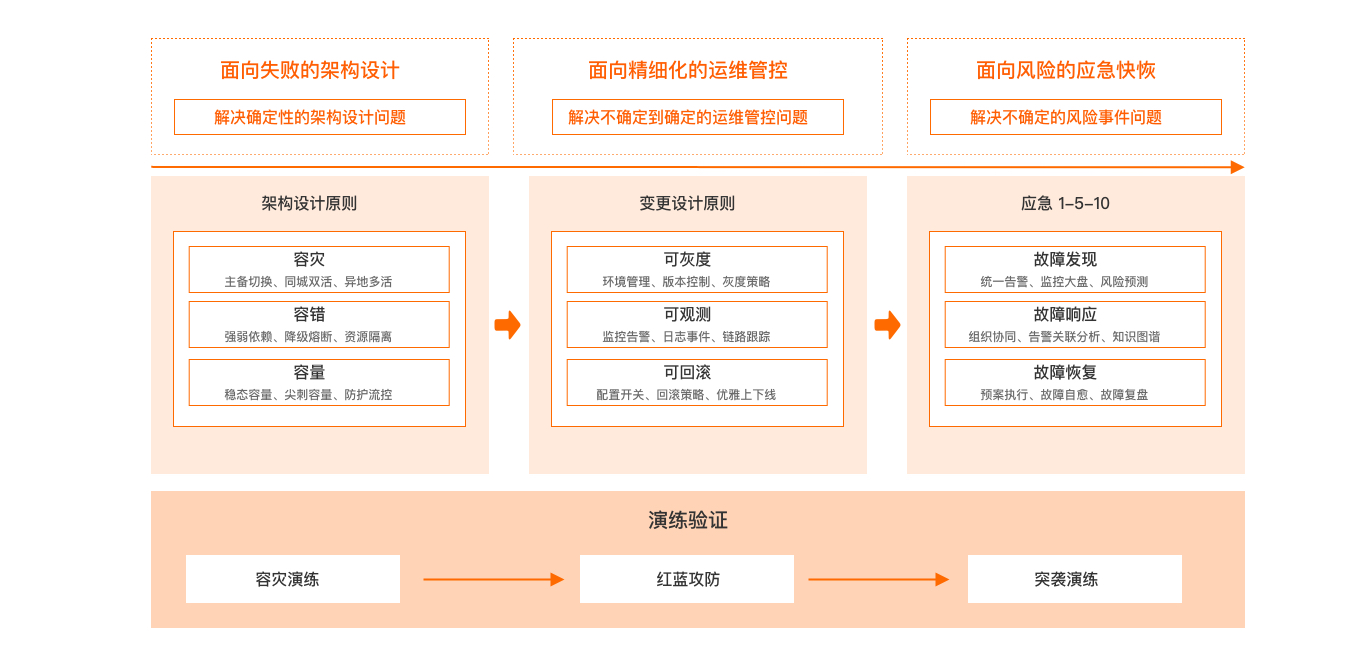 面向失败的架构设计
解决确定性的架构设计问题
面向精细化的运维管控
解决不确定到确定的运维管控问题
面向风险的应急快恢
解决不确定的风险事件问题
架构设计原则
容灾
主备切换、同城双活、异地多活
容错
强弱依赖、降级熔断、资源隔离
容量
稳态容量、尖刺容量、防护流控
变更设计原则
可灰度
环境管理、版本控制、灰度策略
可观测
监控告警、日志事件、链路跟踪
可回滚
配置开关、回滚策略、优雅上下线
应急 1-5-10
故障发现
统一告警、监控大盘、风险预测
故障响应
组织协同、告警关联分析、知识图谱
故障恢复
预案执行、故障自愈、故障复盘
演练验证
容灾演练
红蓝攻防
突袭演练